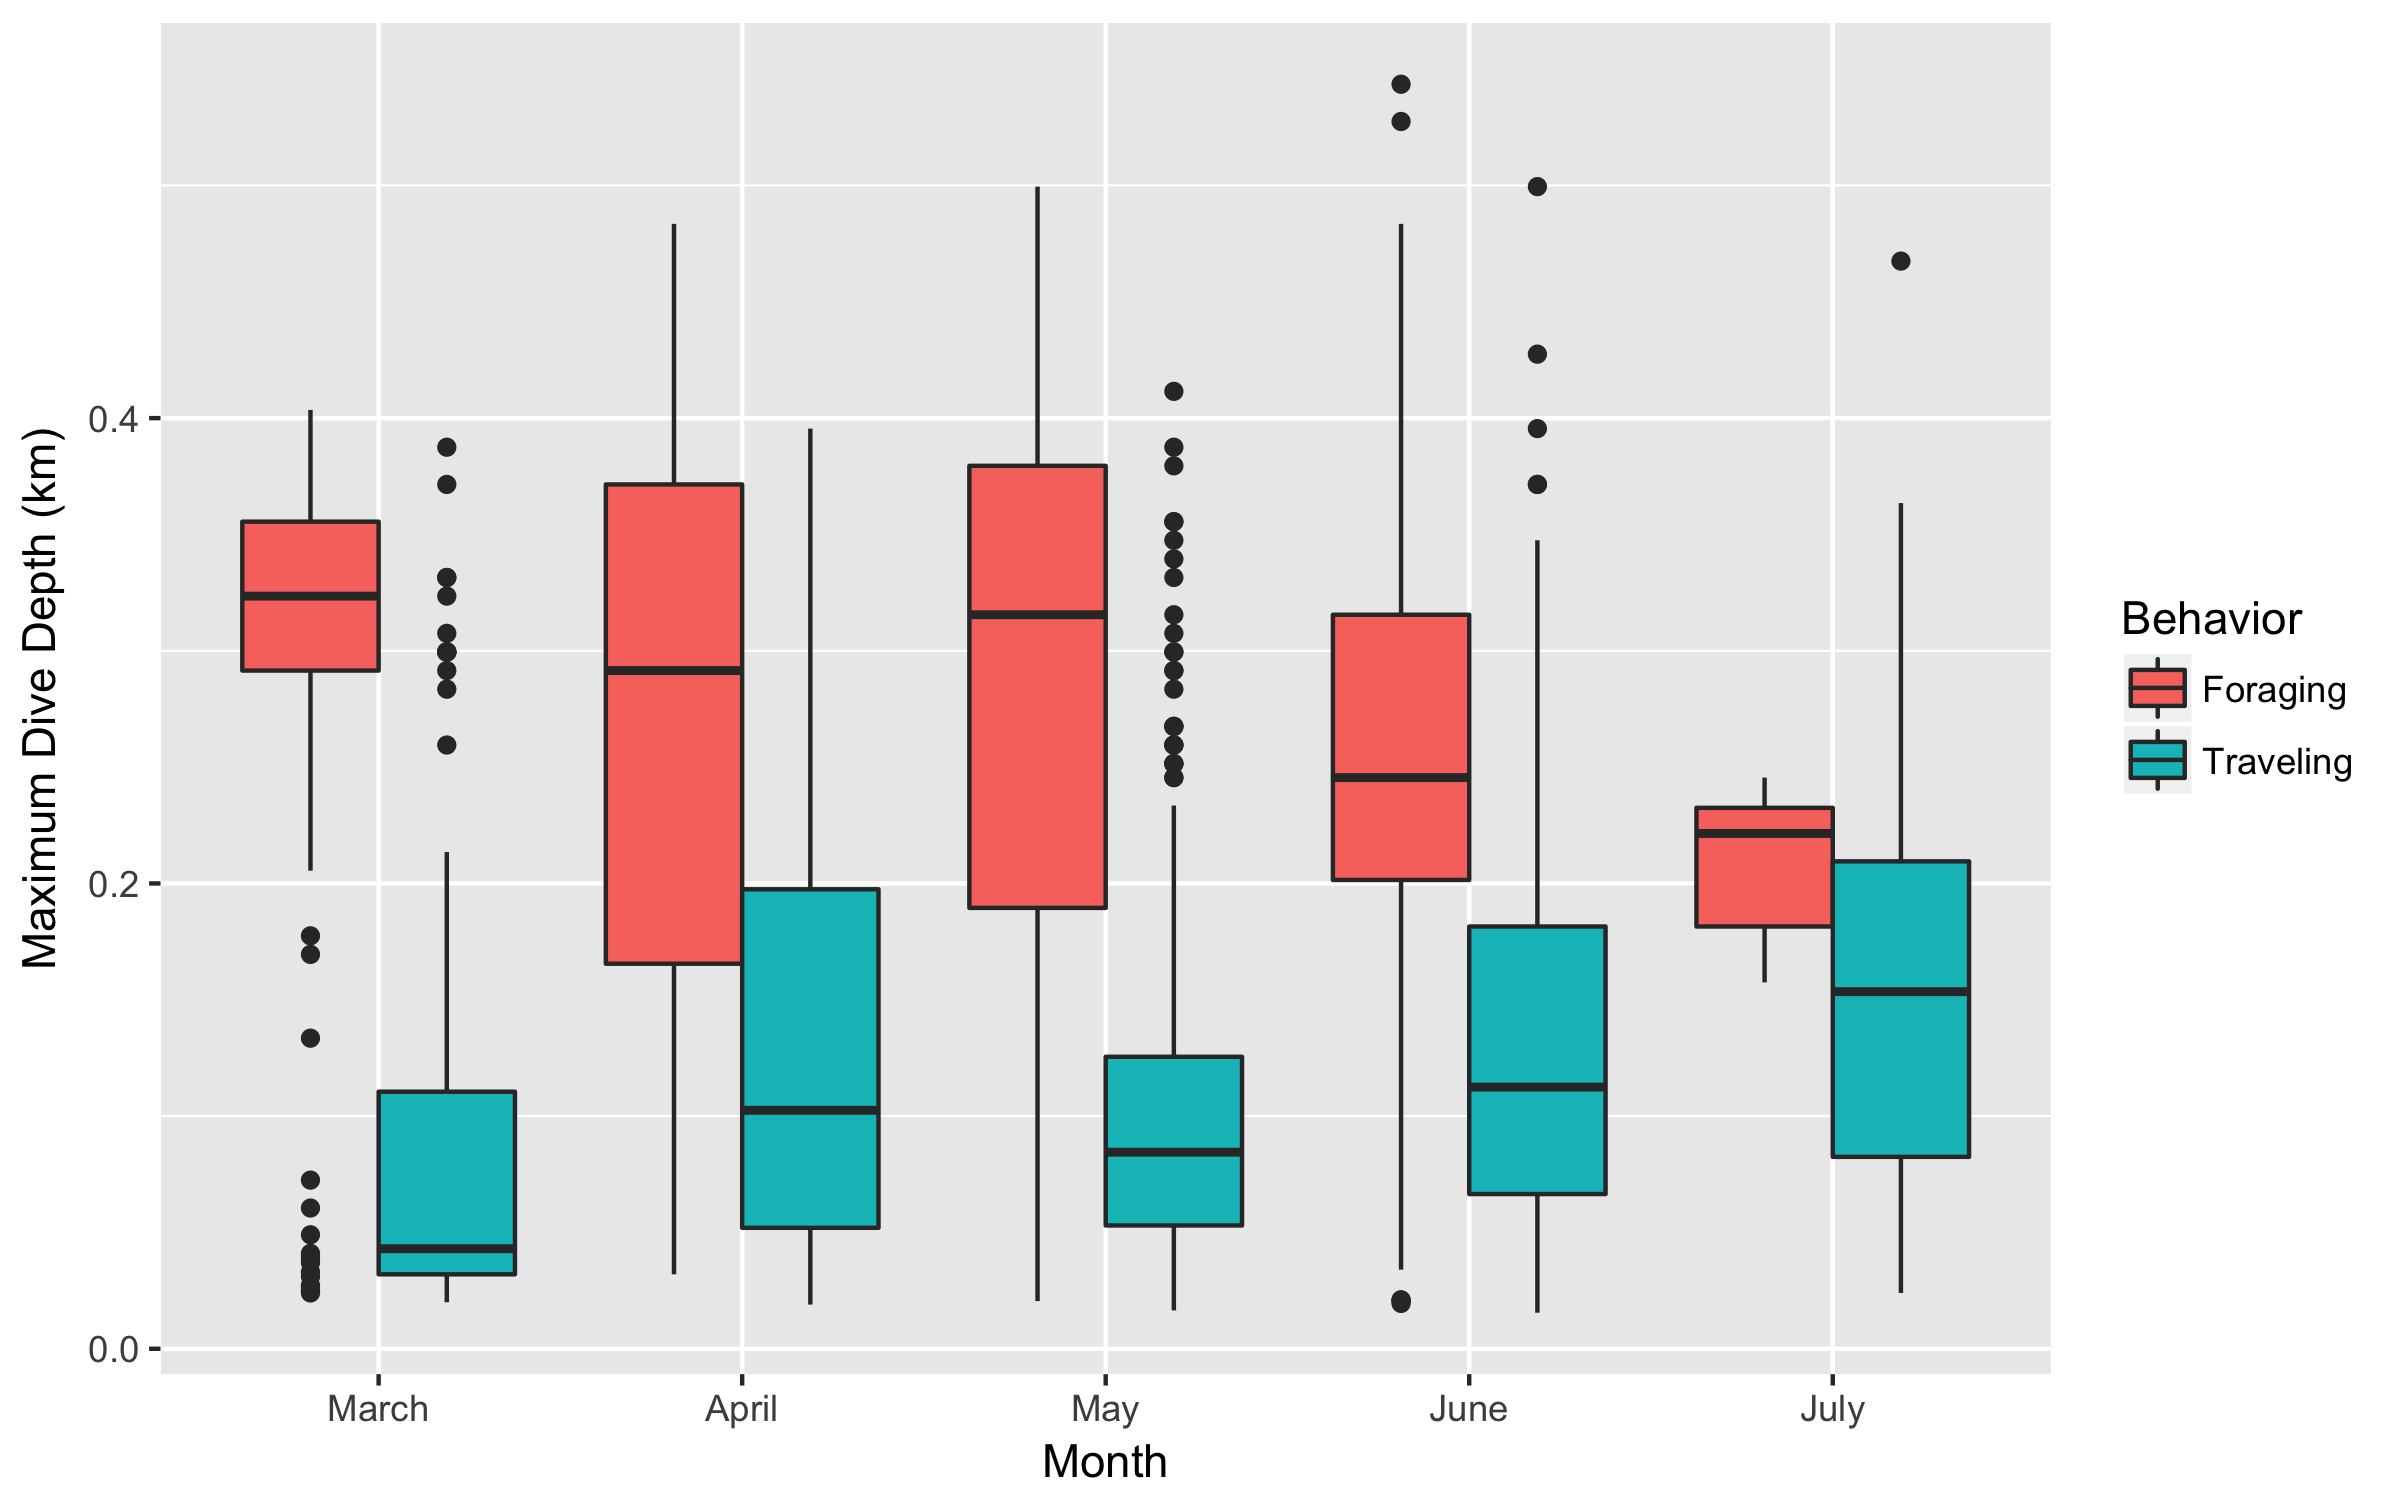 Maximum Dive Depth (km)
0.4
0.2
0.0
March April May June July
Month
Behavior
Foraging
Traveling